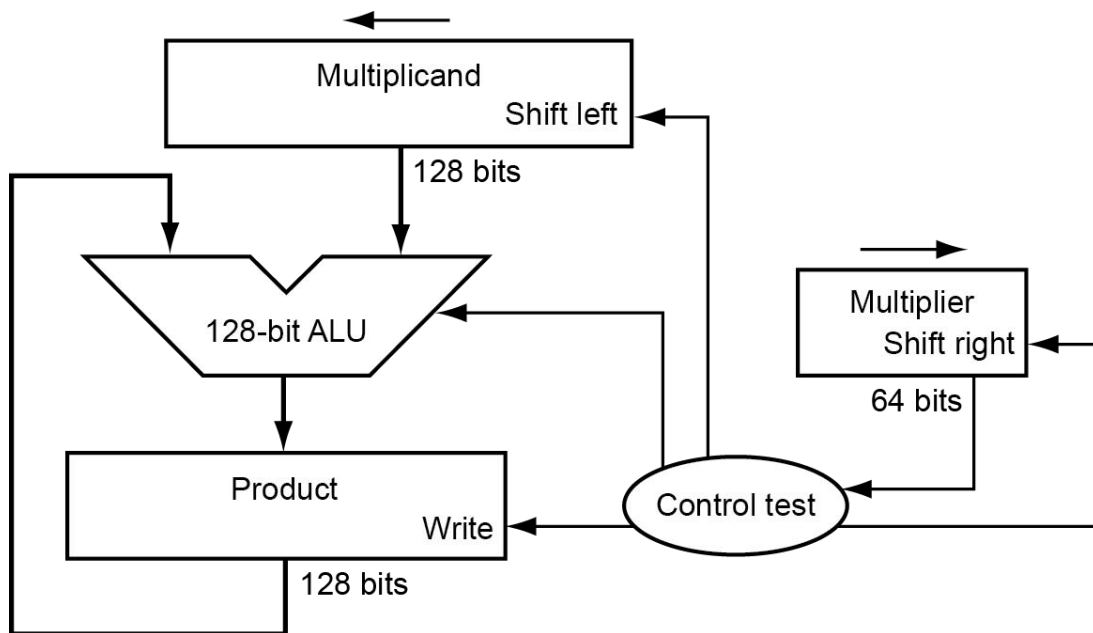 Multiplicand
Shift left
128 bits
128-bit ALU
Multiplier
Shift right
64 bits
Product
Write
Control test
128 bits